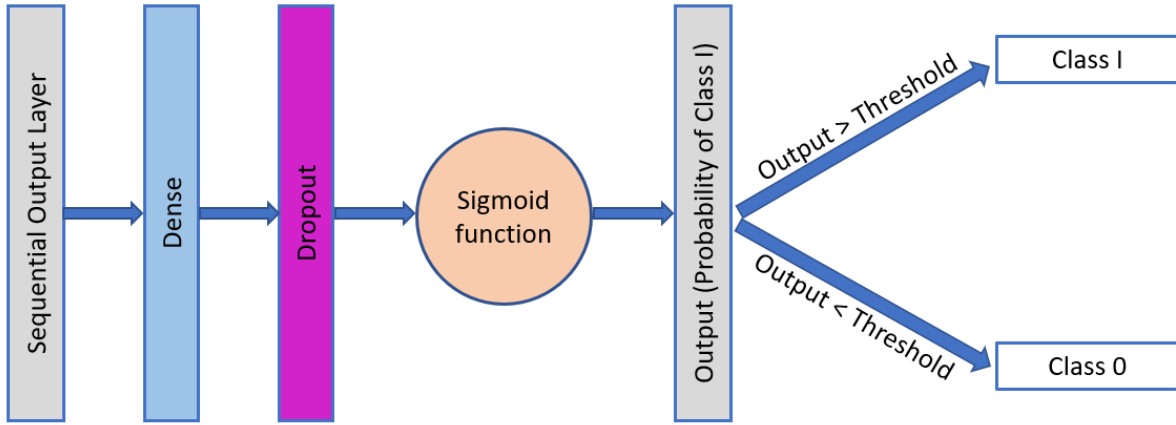 Sequential Output Layer
Dense
Dropout
Sigmoid
function
Output (Probability of Class I)
Output > Threshold
Output < Threshold
Class I
Class 0